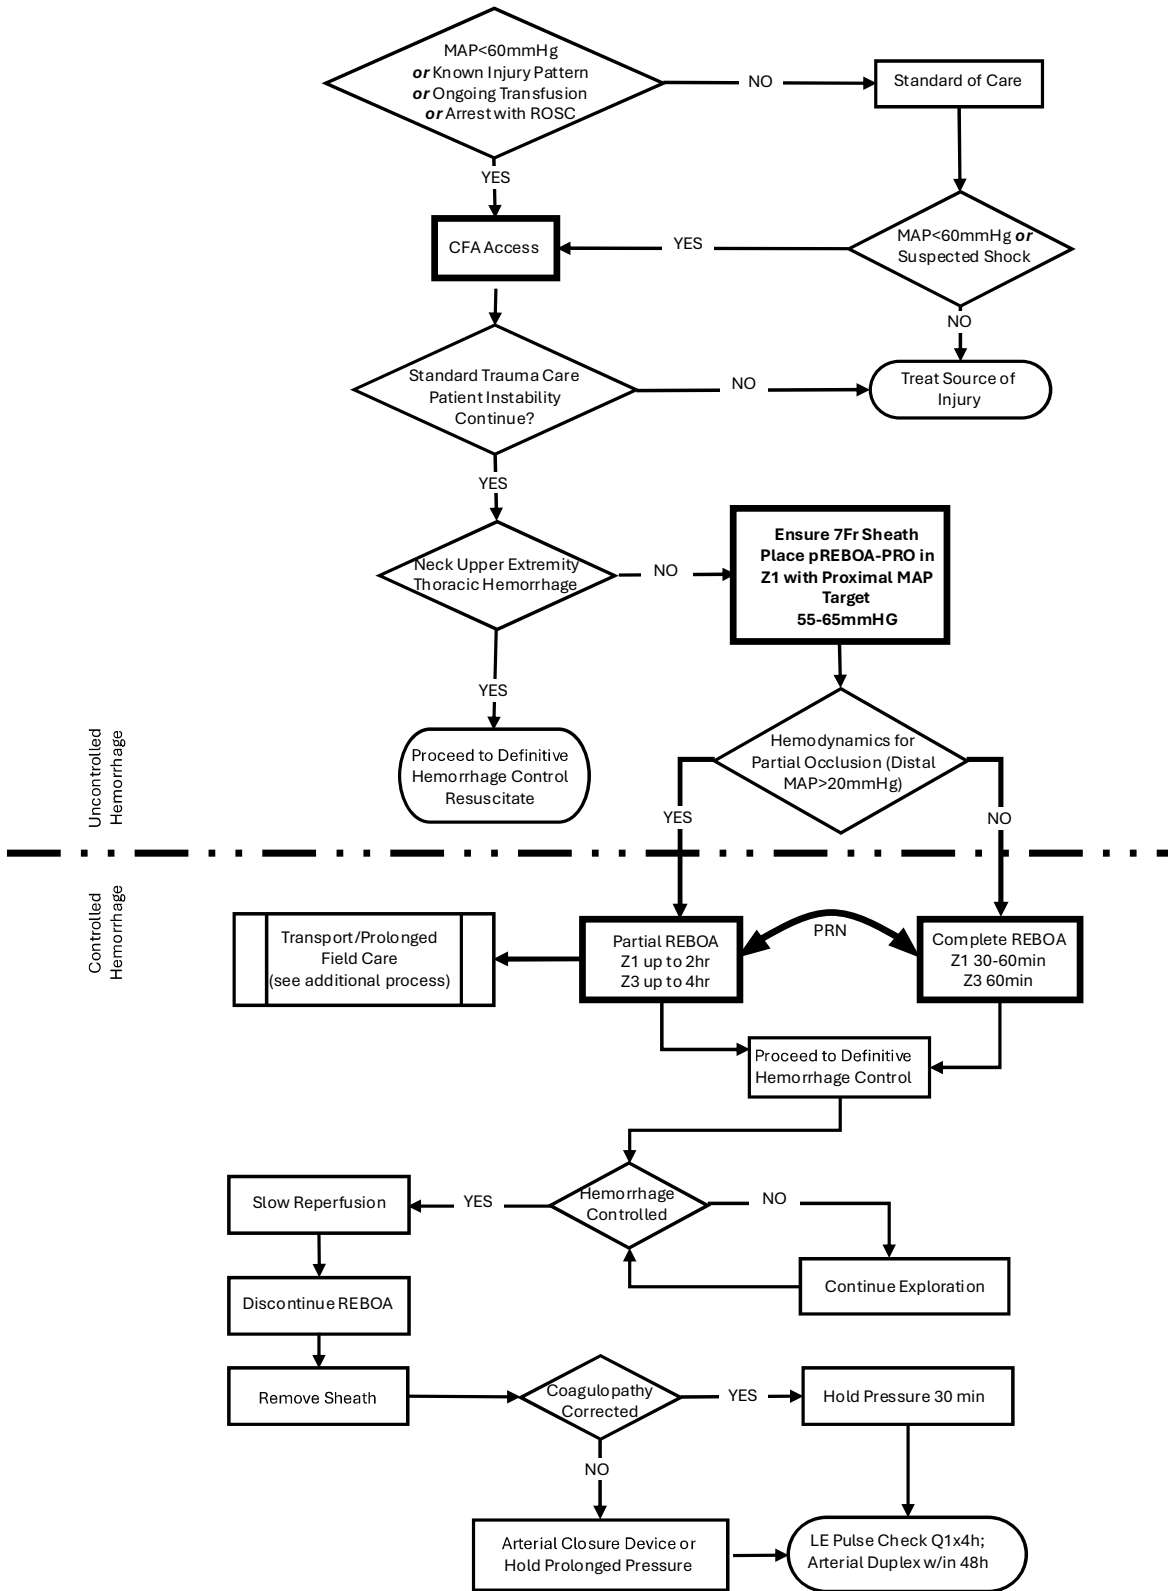 MAP<60mmHg
or Known Injury Pattern
or Ongoing Transfusion
or Arrest with ROSC
NO
Standard of Care
YES
CFA Access
YES
MAP<60mmHg or
Suspected Shock
NO
Standard Trauma Care
Patient Instability
Continue?
NO
Treat Source of
Injury
YES
Neck Upper Extremity
Thoracic Hemorrhage
NO
Ensure 7Fr Sheath
Place pREBOA-PRO in
Z1 with Proximal MAP
Target
55-65mmHG
YES
Proceed to Definitive
Hemorrhage Control
Resuscitate
Hemodynamics for
Partial Occlusion (Distal
MAP>20mmHg)
YES
NO
Uncontrolled
Hemorrhage
Controlled
Hemorrhage
Transport/Prolonged
Field Care
(see additional process)
Partial REBOA
Z1 up to 2hr
Z3 up to 4hr
PRN
Complete REBOA
Z1 30-60min
Z3 60min
Proceed to Definitive
Hemorrhage Control
Hemorrhage
Controlled
YES
NO
Slow Reperfusion
Continue Exploration
Discontinue REBOA
Remove Sheath
Coagulopathy
Corrected
YES
Hold Pressure 30 min
NO
Arterial Closure Device or
Hold Prolonged Pressure
LE Pulse Check Q1x4h;
Arterial Duplex w/in 48h